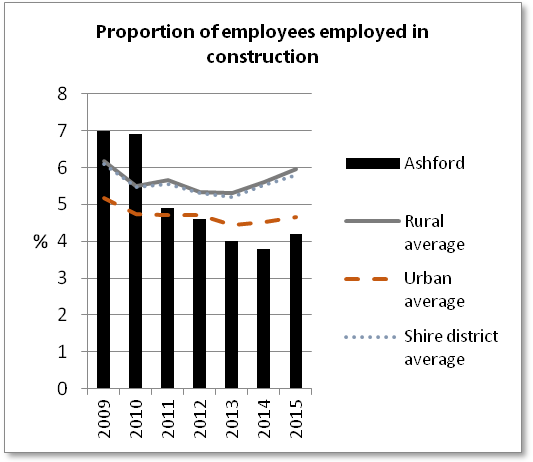 Proportion of employees employed in
construction
8
7
6
5
4
3
2
1
0
%
2009
2010
2011
2012
2013
2014
2015
Ashford
Rural
average
Urban
average
Shire district
average